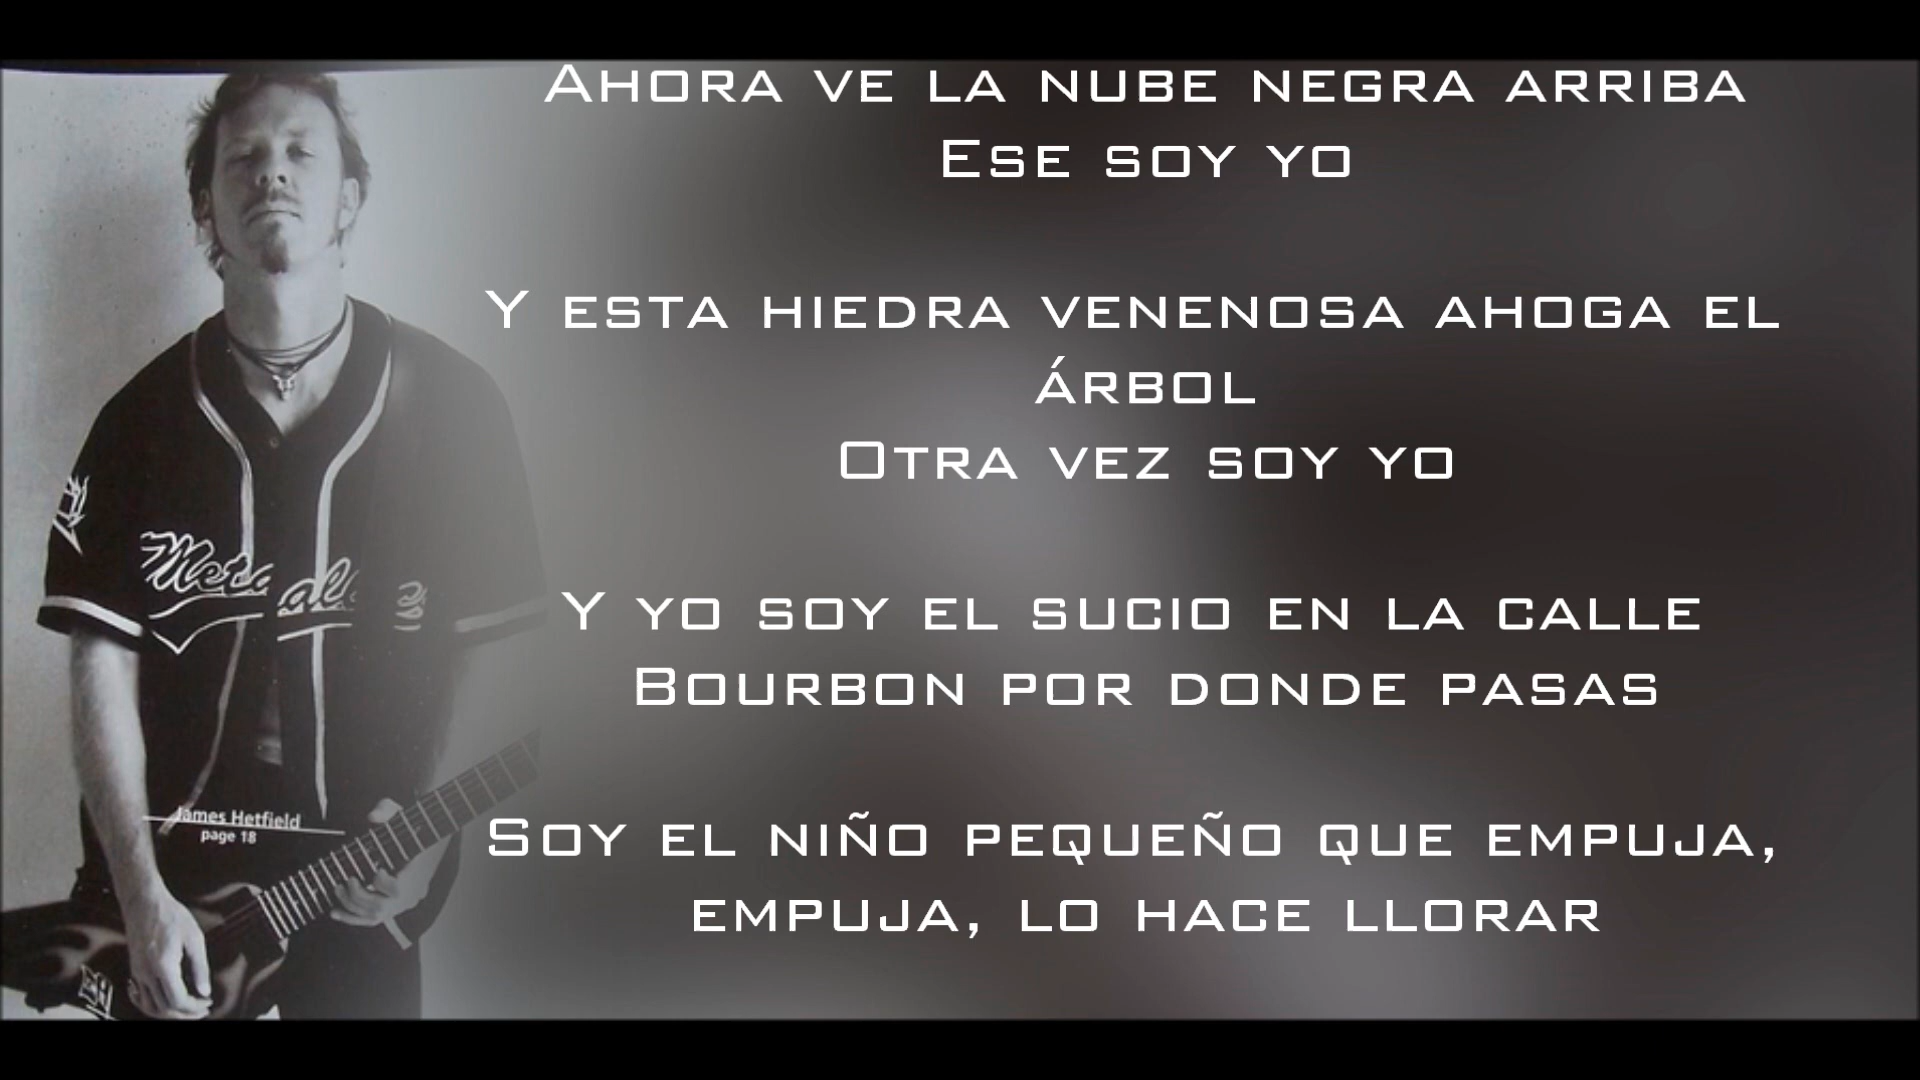 Ahora ve la nube negra arriba
Ese soy yo
Y esta hiedra venenosa ahoga el
árbol
Otra vez soy yo
Y yo soy el sucio en la calle
Bourbon por donde pasas
Soy el niño pequeño que empuja,
empuja, lo hace llorar
James Hetfield
page 18